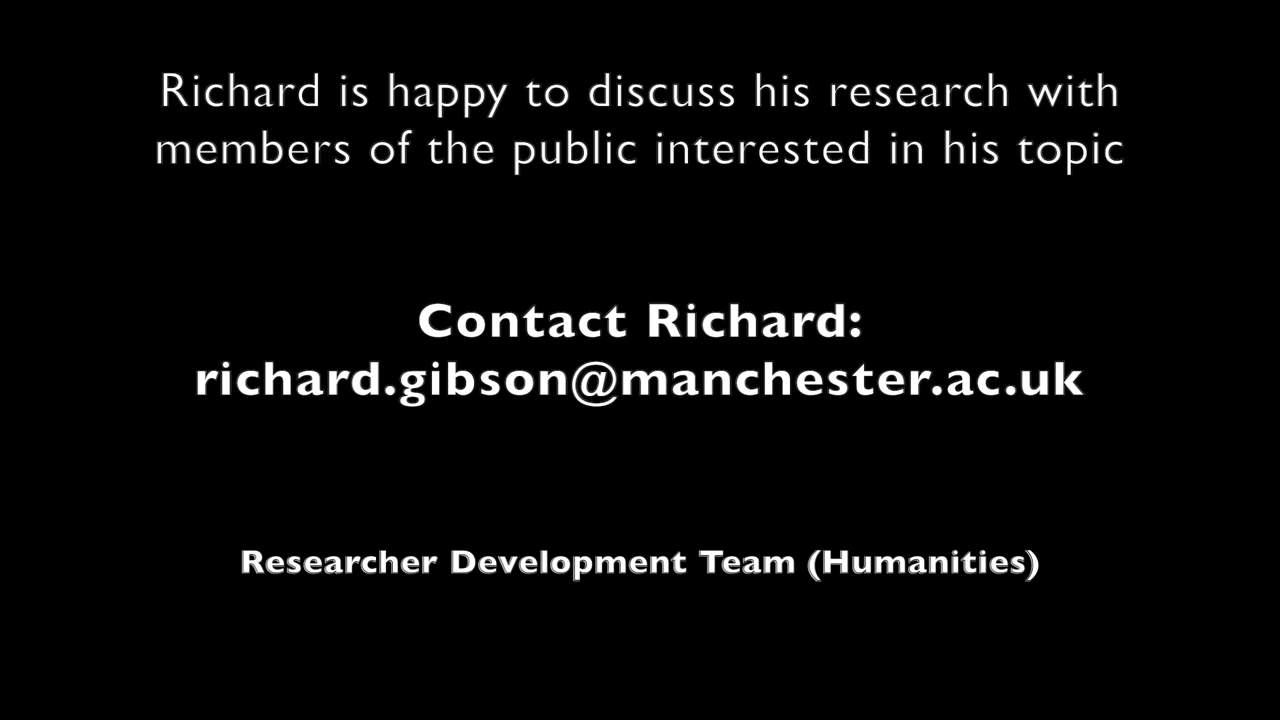 Richard is happy to discuss his research with
members of the public interested in his topic
Contact Richard:
richard.gibson@manchester.ac.uk
Researcher Development Team (Humanities)